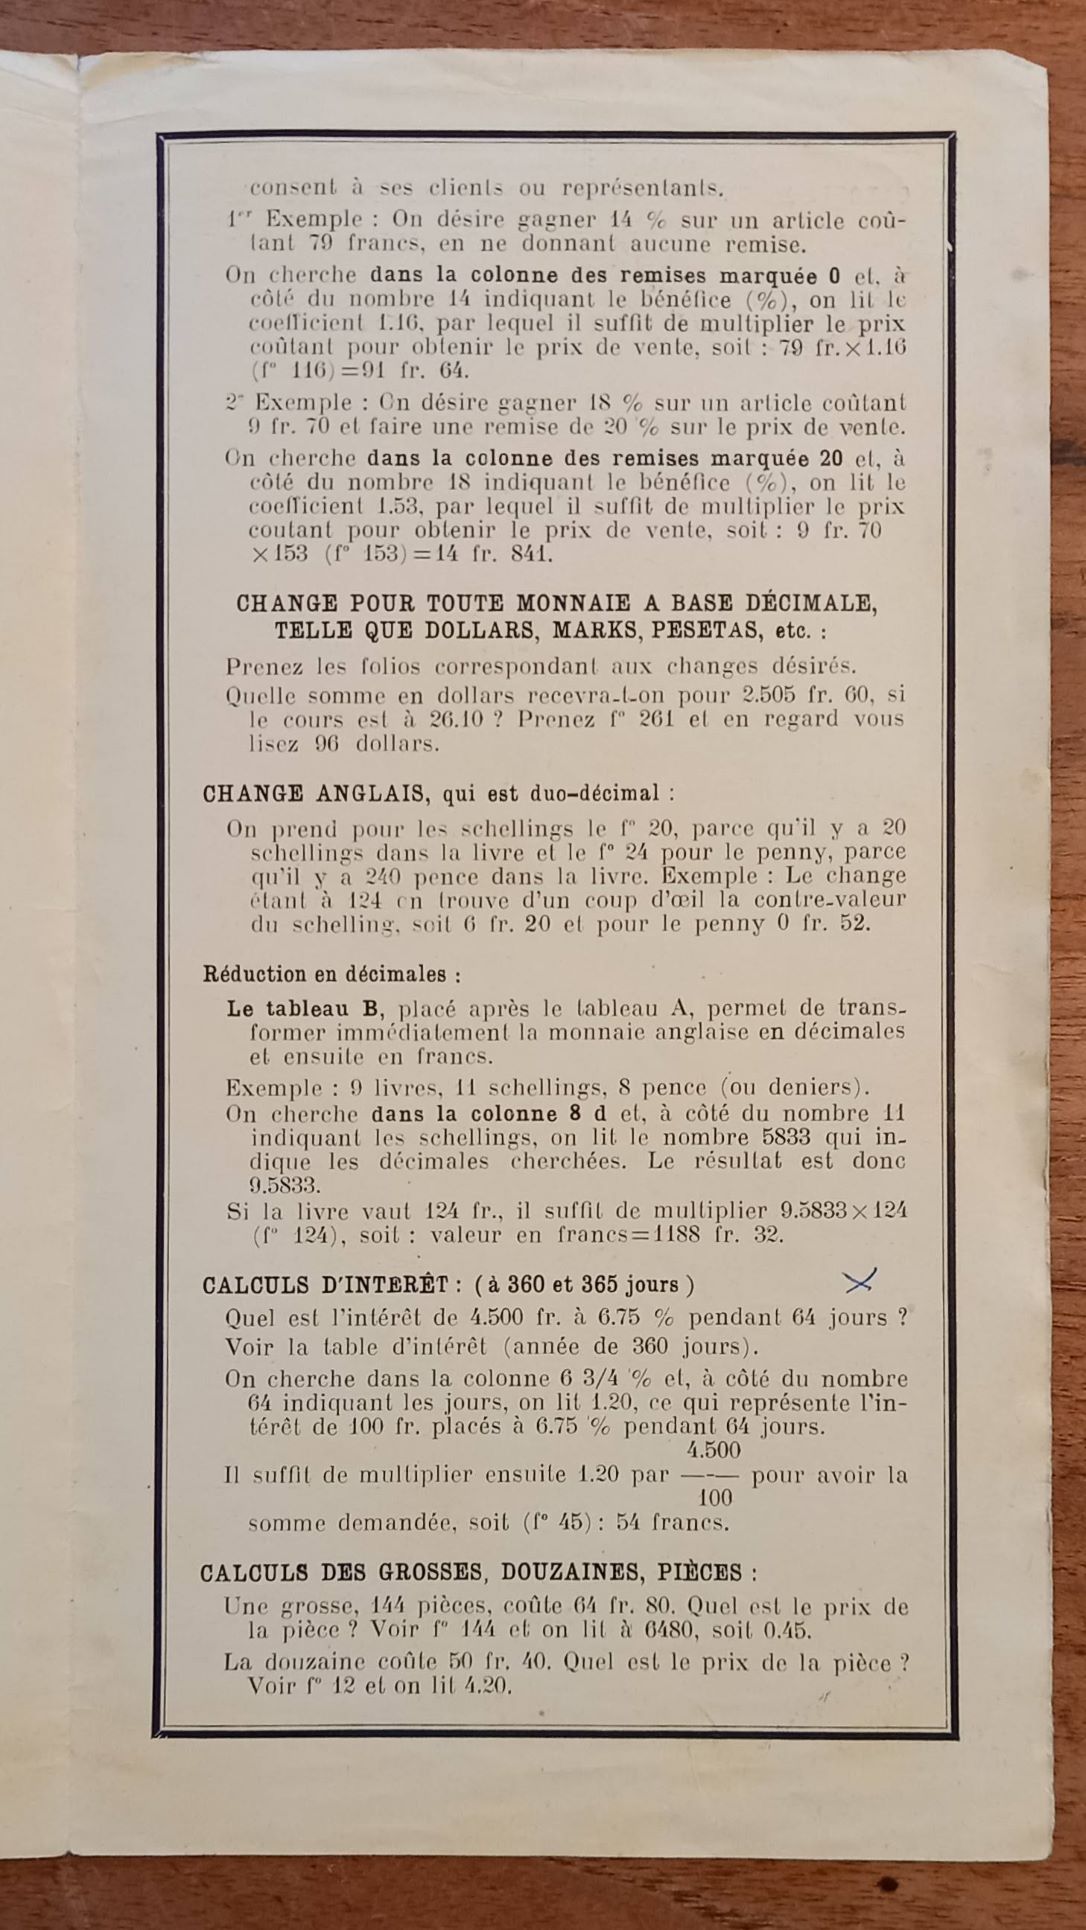 consent à ses clients ou représentants.
1er Exemple : On désire gagner 14 % sur un article coû-
tant 79 francs, en ne donnant aucune remise.
On cherche dans la colonne des remises marquée 0 et, à
côté du nombre 14 indiquant le bénéfice (%), on lit le
coefficient 1.16, par lequel il suffit de multiplier le prix
coûtant pour obtenir le prix de vente, soit : 79 fr.×1.16
(f° 116)=91 fr. 64.
2e Exemple : On désire gagner 18 % sur un article coûtant
9 fr. 70 et faire une remise de 20 % sur le prix de vente.
On cherche dans la colonne des remises marquée 20 et, à
côté du nombre 18 indiquant le bénéfice (%), on lit le
coefficient 1.53, par lequel il suffit de multiplier le prix
coutant pour obtenir le prix de vente, soit : 9 fr. 70
×153 (f° 153)=14 fr. 841.
CHANGE POUR TOUTE MONNAIE A BASE DÉCIMALE,
TELLE QUE DOLLARS, MARKS, PESETAS, etc. :
Prenez les folios correspondant aux changes désirés.
Quelle somme en dollars recevra-t-on pour 2.505 fr. 60, si
le cours est à 26.10 ? Prenez f° 261 et en regard vous
lisez 96 dollars.
CHANGE ANGLAIS, qui est duo-décimal :
On prend pour les schellings le f° 20, parce qu'il y a 20
schellings dans la livre et le f° 24 pour le penny, parce
qu'il y a 240 pence dans la livre. Exemple : Le change
étant à 124 on trouve d'un coup d'œil la contre-valeur
du schelling, soit 6 fr. 20 et pour le penny 0 fr. 52.
Réduction en décimales :
Le tableau B, placé après le tableau A, permet de trans-
former immédiatement la monnaie anglaise en décimales
et ensuite en francs.
Exemple : 9 livres, 11 schellings, 8 pence (ou deniers).
On cherche dans la colonne 8 d et, à côté du nombre 11
indiquant les schellings, on lit le nombre 5833 qui in-
dique les décimales cherchées. Le résultat est donc
9.5833.
Si la livre vaut 124 fr., il suffit de multiplier 9.5833×124
(f° 124), soit : valeur en francs=1188 fr. 32.
CALCULS D'INTERÊT : (à 360 et 365 jours)
Quel est l'intérêt de 4.500 fr. à 6.75 % pendant 64 jours ?
Voir la table d'intérêt (année de 360 jours).
On cherche dans la colonne 6 3/4 % et, à côté du nombre
64 indiquant les jours, on lit 1.20, ce qui représente l'in-
térêt de 100 fr. placés à 6.75 % pendant 64 jours.
4.500
Il suffit de multiplier ensuite 1.20 par ——— pour avoir la
100
somme demandée, soit (f° 45) : 54 francs.
CALCULS DES GROSSES, DOUZAINES, PIÈCES :
Une grosse, 144 pièces, coûte 64 fr. 80. Quel est le prix de
la pièce ? Voir f° 144 et on lit à 6480, soit 0.45.
La douzaine coûte 50 fr. 40. Quel est le prix de la pièce ?
Voir f° 12 et on lit 4.20.